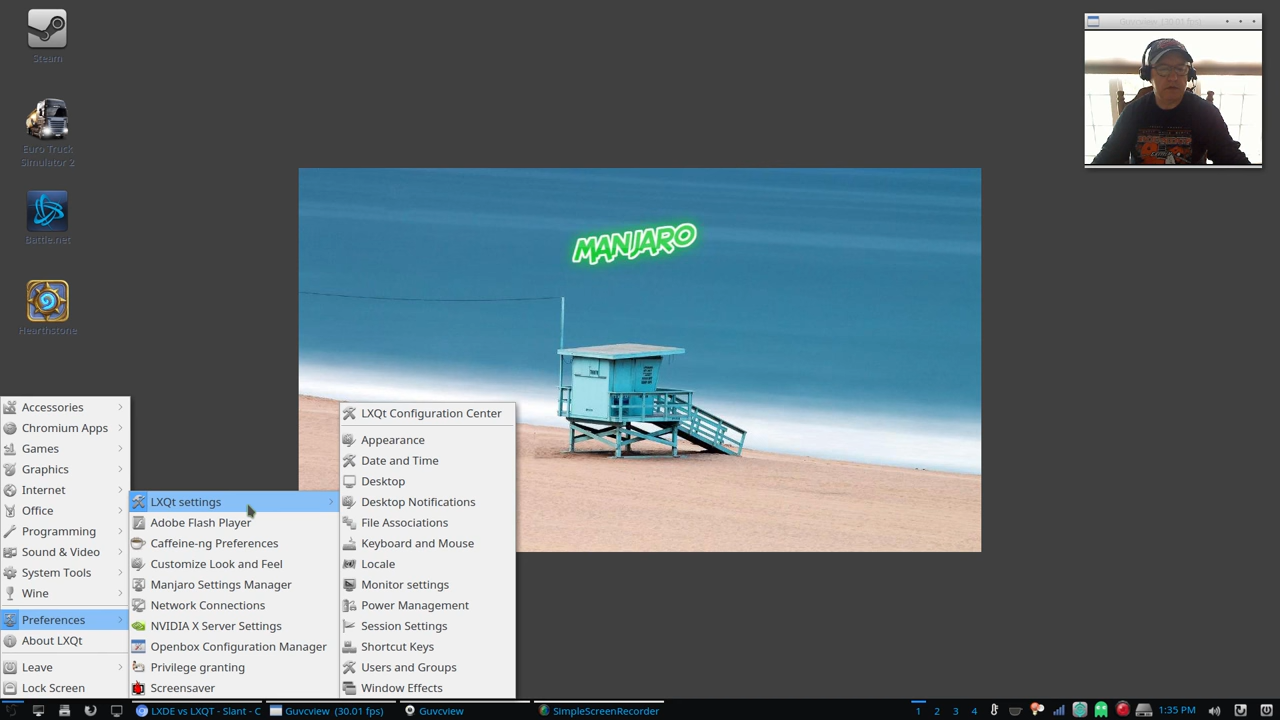 Steam
Euro Truck
Simulator 2
Battle.net
Hearthstone
Guvcview (30.01 fps)
MANJARO
Accessories
Chromium Apps
Games
Graphics
Internet
Office
Programming
Sound & Video
System Tools
Wine
Preferences
About LXQt
Leave
Lock Screen
LXQt settings
Adobe Flash Player
Caffeine-ng Preferences
Customize Look and Feel
Manjaro Settings Manager
Network Connections
NVIDIA X Server Settings
Openbox Configuration Manager
Privilege granting
Screensaver
LXQt Configuration Center
Appearance
Date and Time
Desktop
Desktop Notifications
File Associations
Keyboard and Mouse
Locale
Monitor settings
Power Management
Session Settings
Shortcut Keys
Users and Groups
Window Effects
LXDE vs LXQT - Slant - C
Guvcview (30.01 fps)
Guvcview
SimpleScreenRecorder
1 2 3 4
1:35 PM